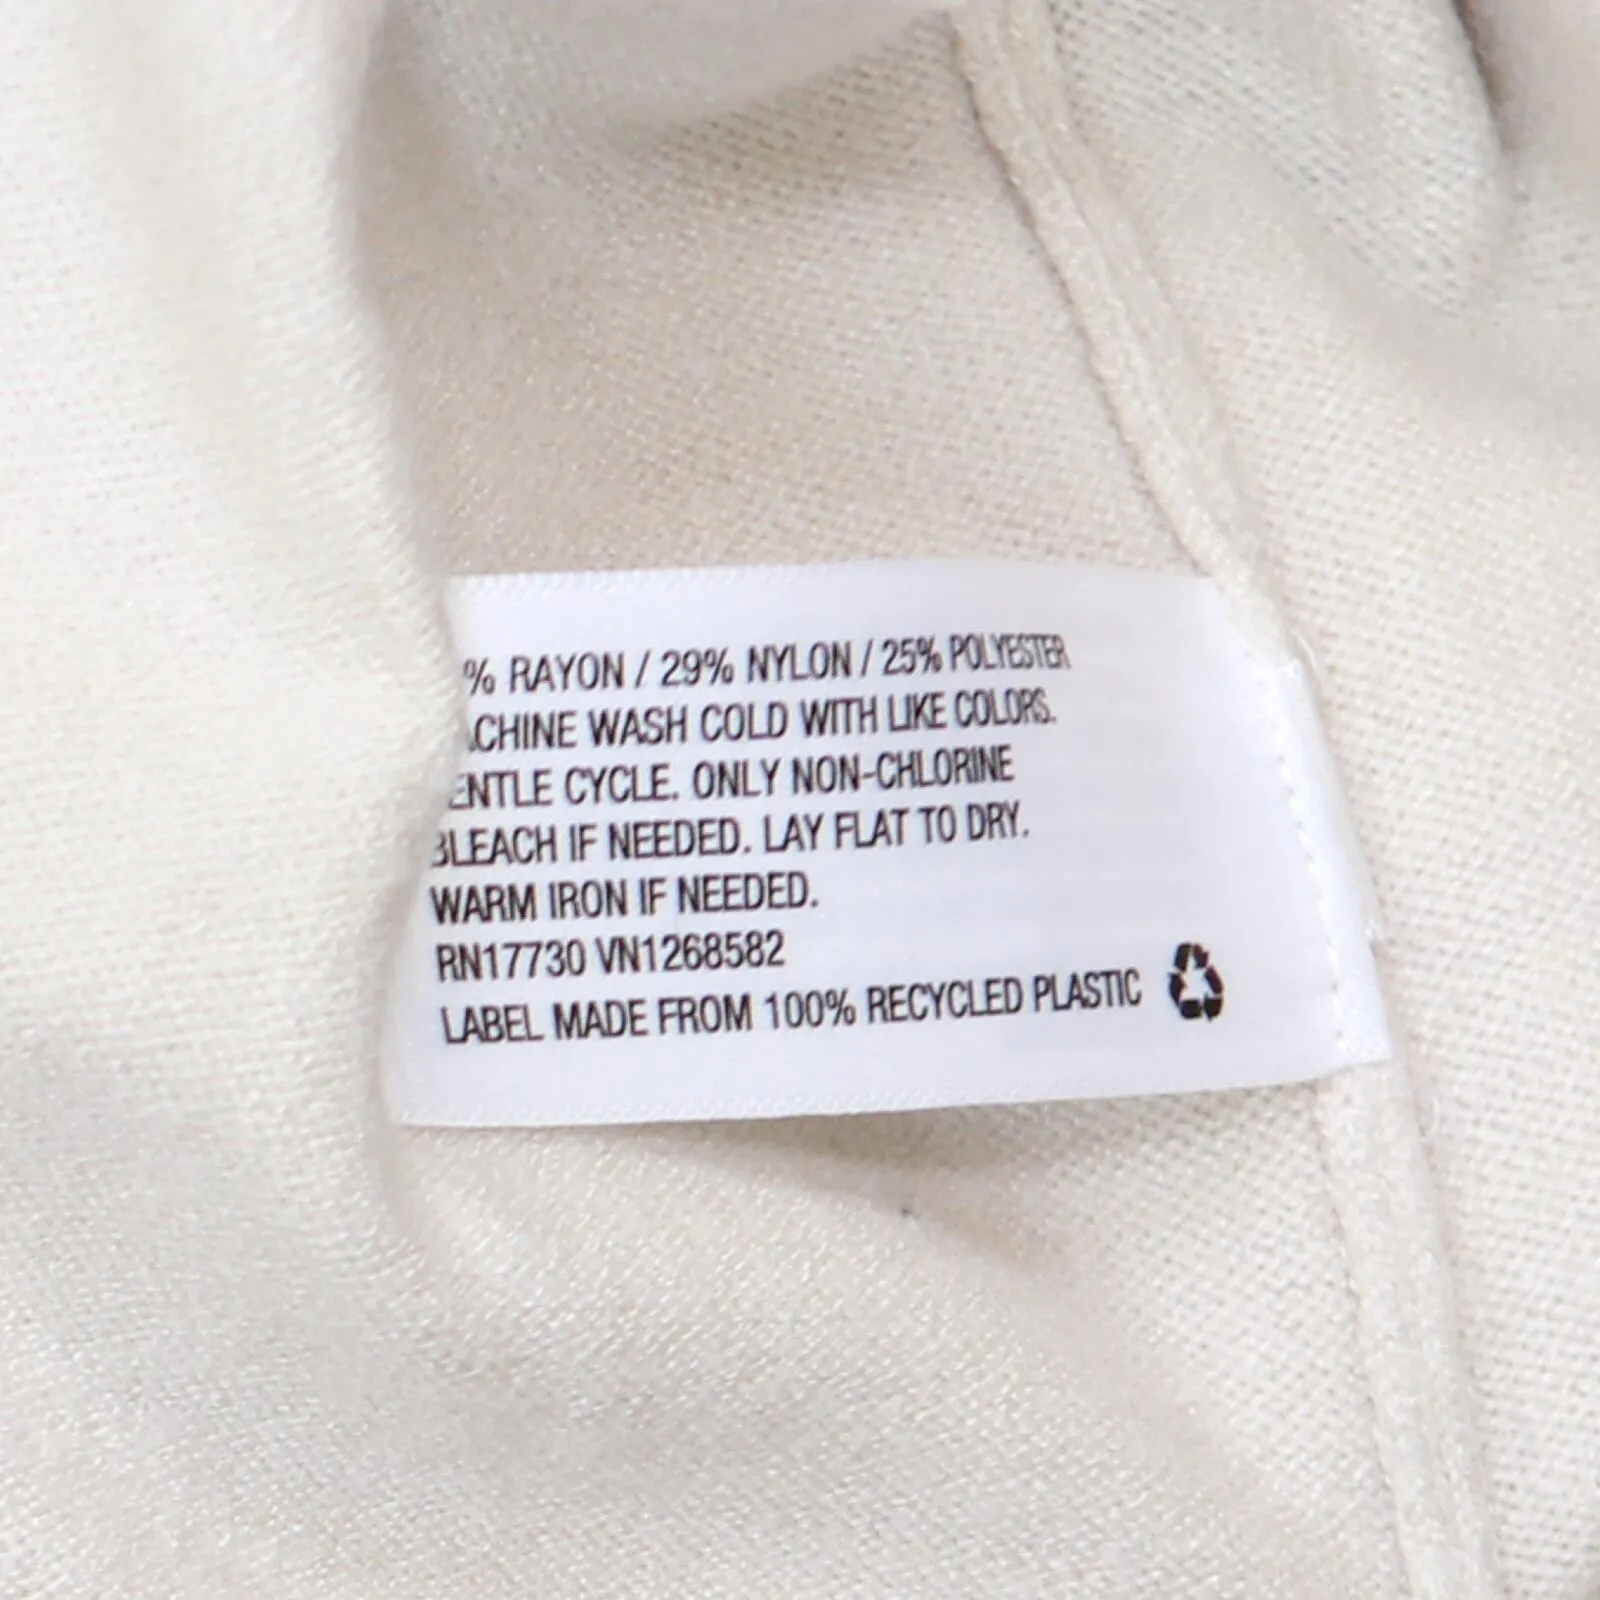 % RAYON / 29% NYLON / 25% POLYESTER
ACHINE WASH COLD WITH LIKE COLORS.
ENTLE CYCLE. ONLY NON-CHLORINE
BLEACH IF NEEDED. LAY FLAT TO DRY.
WARM IRON IF NEEDED.
RN17730 VN1268582
LABEL MADE FROM 100% RECYCLED PLASTIC